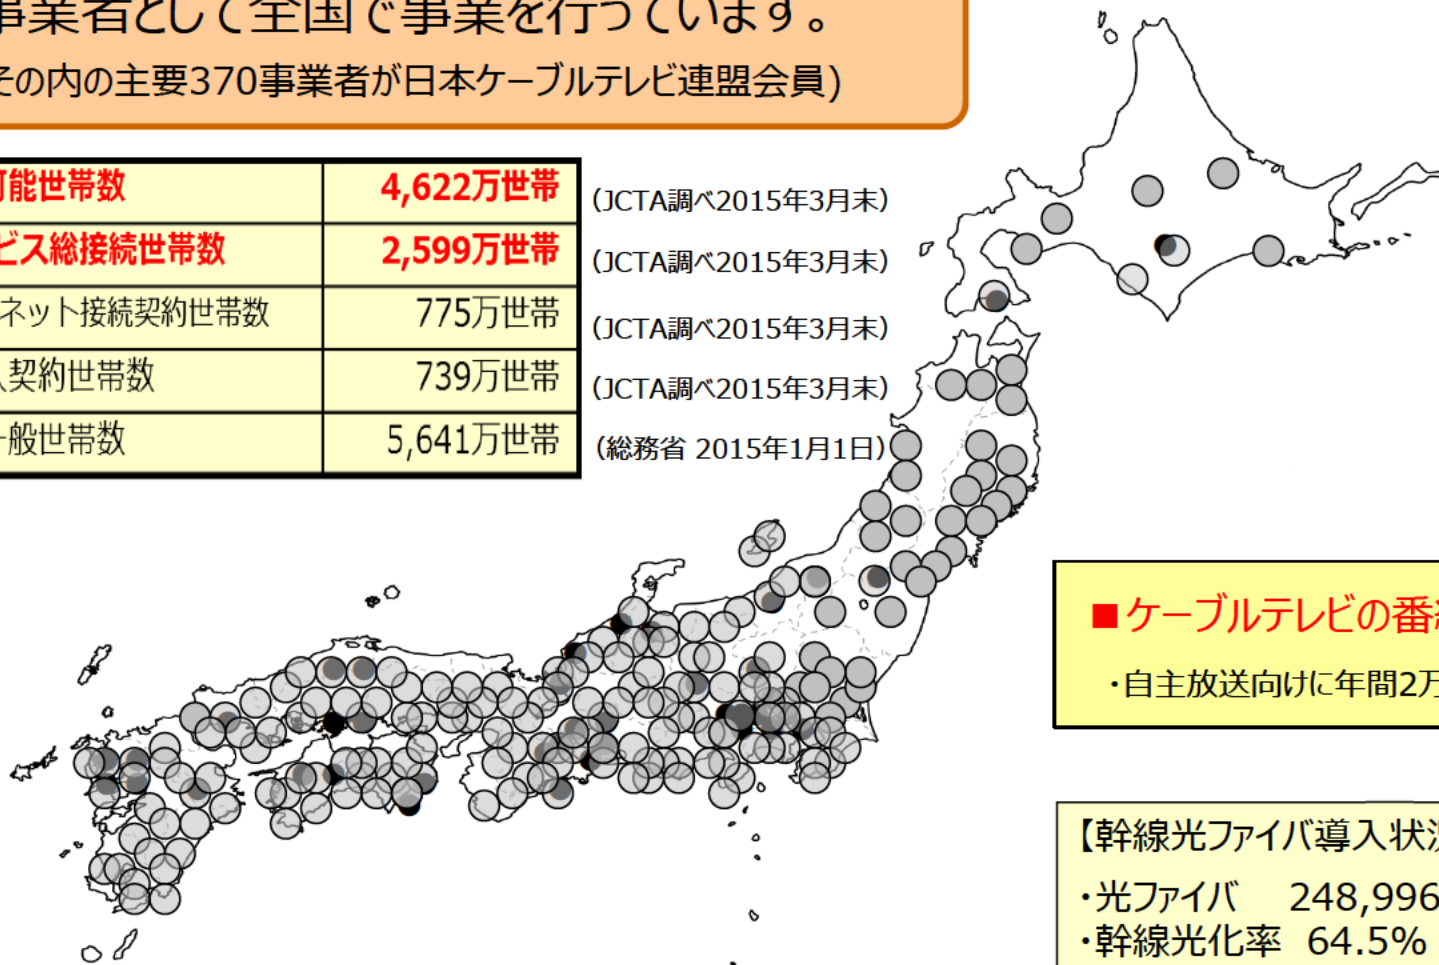 事業者として全国で事業を行っています。
その内の主要370事業者が日本ケーブルテレビ連盟会員)
可能世帯数 4,622万世帯 (JCTA調べ2015年3月末)
ビス総接続世帯数 2,599万世帯 (JCTA調べ2015年3月末)
ネット接続契約世帯数 775万世帯 (JCTA調べ2015年3月末)
契約世帯数 739万世帯 (JCTA調べ2015年3月末)
一般世帯数 5,641万世帯 (総務省 2015年1月1日)
■ケーブルテレビの番
・自主放送向けに年間2万
【幹線光ファイバ導入状況
・光ファイバ 248,996
・幹線光化率 64.5%